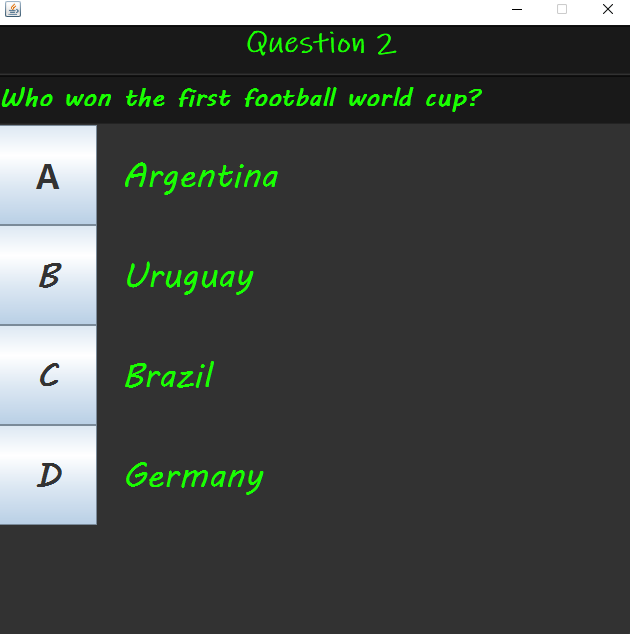 Question 2
Who won the first football world cup?
A Argentina
B Uruguay
C Brazil
D Germany